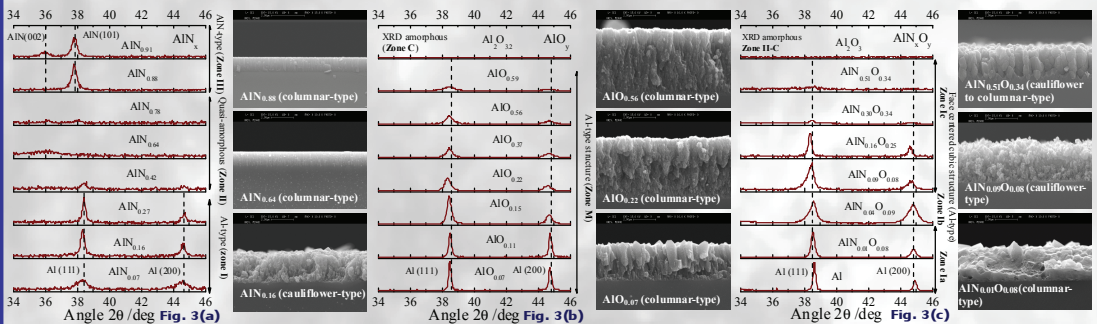 34 36 38 40 42 44 46
AlN(002)
AlN(101)
AlN0.91
AlNx
AlN0.88
AlN0.78
AlN0.64
AlN0.42
AlN0.27
AlN0.16
Al (111)
AlN0.07
Al (200)
34 36 38 40 42 44 46
Angle 2θ /deg Fig. 3(a)
AlN-type (Zone III)
Quasi-amorphous (Zone II)
Al-type (zone I)
AlN0.88 (columnar-type)
AlN0.64 (columnar-type)
AlN0.16 (cauliflower-type)
34 36 38 40 42 44 46
XRD amorphous
(Zone C)
Al2O2.32
AlOy
AlO0.59
AlO0.56
AlO0.37
AlO0.22
AlO0.15
AlO0.11
Al (111)
AlO0.07
Al (200)
34 36 38 40 42 44 46
Angle 2θ /deg Fig. 3(b)
Al-type structure (Zone M)
AlO0.56 (columnar-type)
AlO0.22 (columnar-type)
AlO0.07 (columnar-type)
34 36 38 40 42 44 46
XRD amorphous
Zone II-C
Al2O3
AlNxOy
AlN0.51O0.34
AlN0.30O0.34
AlN0.16O0.25
AlN0.09O0.08
AlN0.04O0.09
AlN0.01O0.08
Al(111)
Al
Al(200)
34 36 38 40 42 44 46
Angle 2θ /deg Fig. 3(c)
Zone Ic
Zone Ib
Zone Ia
Face centered cubic structure (Al-type)
AlN0.51O0.34 (cauliflower
to columnar-type)
AlN0.09O0.08 (cauliflower-
type)
AlN0.01O0.08 (columnar-
type)